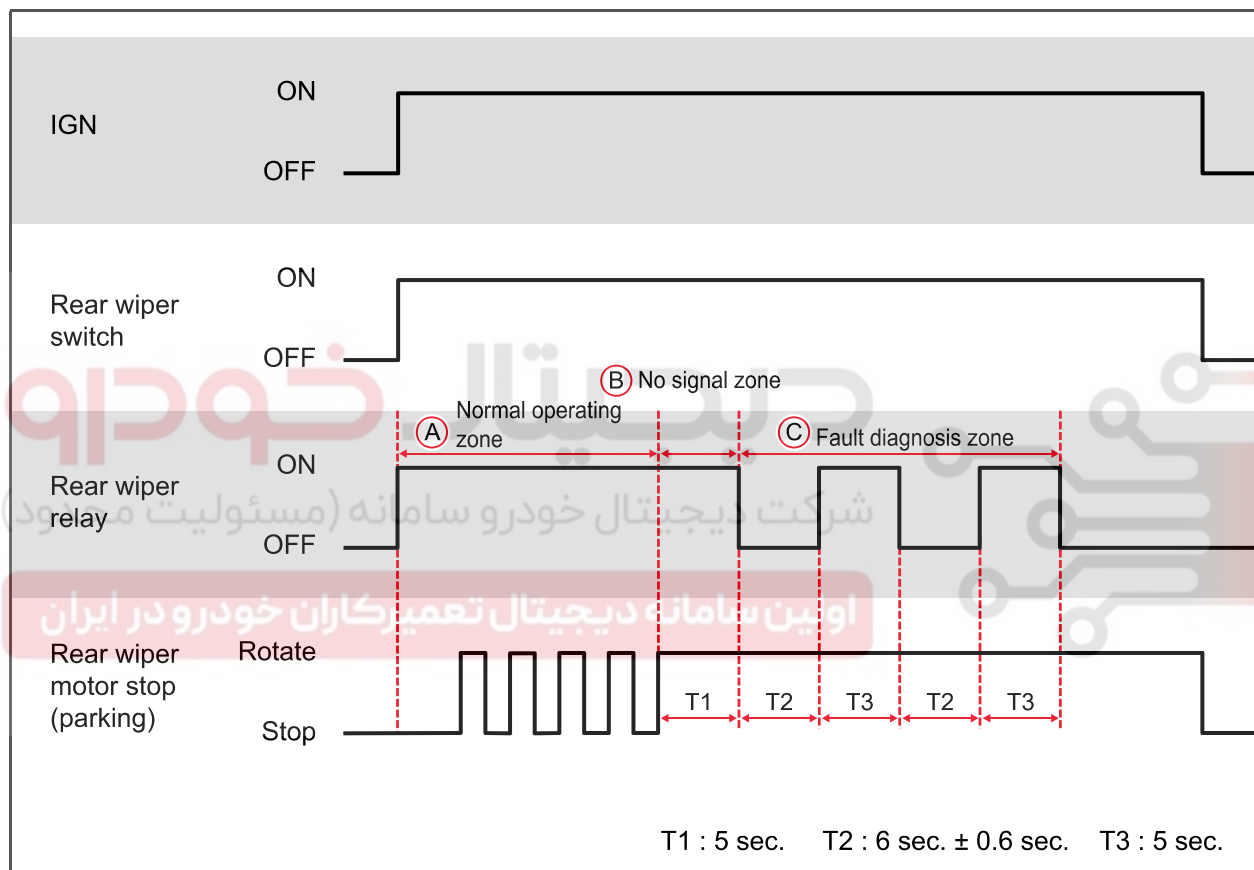 IGN
ON
OFF
Rear wiper
switch
ON
OFF
دیجیتال خودرو
شرکت دیجیتال خودرو سامانه (مسئولیت محدود)
اولین سامانه دیجیتال تعمیرکاران خودرو در ایران
B No signal zone
A Normal operating
zone
C Fault diagnosis zone
Rear wiper
relay
ON
OFF
Rear wiper
motor stop
(parking)
Rotate
Stop
T1 T2 T3 T2 T3
T1 : 5 sec. T2 : 6 sec. ± 0.6 sec. T3 : 5 sec.